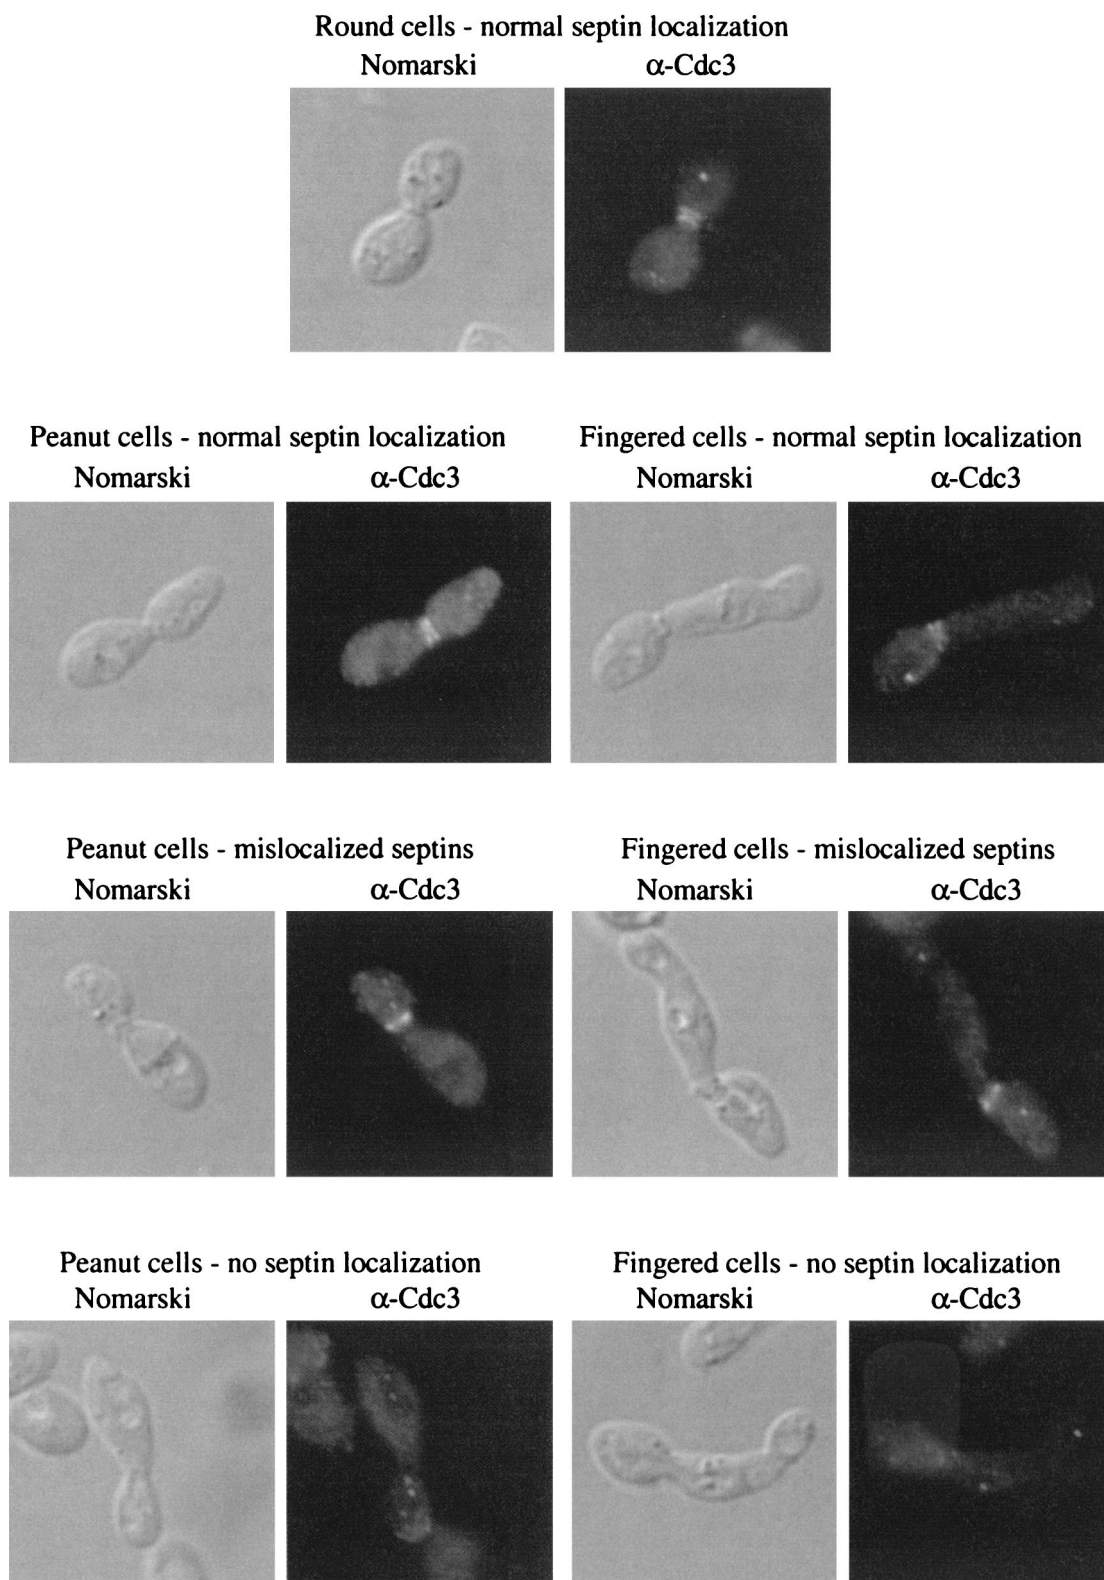 Round cells - normal septin localization
Nomarski α-Cdc3
Peanut cells - normal septin localization
Nomarski α-Cdc3
Fingered cells - normal septin localization
Nomarski α-Cdc3
Peanut cells - mislocalized septins
Nomarski α-Cdc3
Fingered cells - mislocalized septins
Nomarski α-Cdc3
Peanut cells - no septin localization
Nomarski α-Cdc3
Fingered cells - no septin localization
Nomarski α-Cdc3